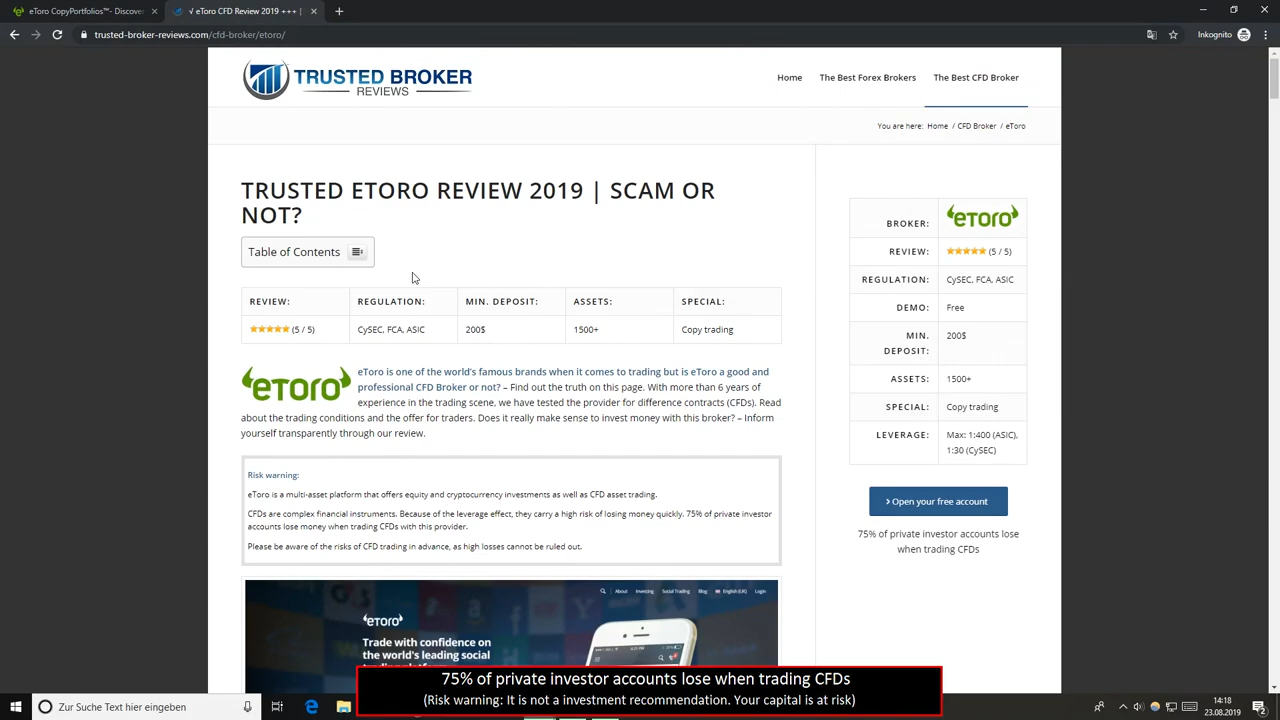 eToro CopyPortolios™- Discove
√ eToro CFD Review 2019 +++
trusted-broker-reviews.com/cfd-broker/etoro/
Inkognito
TRUSTED BROKER
REVIEWS
Home
The Best Forex Brokers
The Best CFD Broker
You are here: Home / CFD Broker / eToro
TRUSTED ETORO REVIEW 2019 | SCAM OR
NOT?
Table of Contents
REVIEW: REGULATION: MIN. DEPOSIT: ASSETS: SPECIAL:
(5 / 5) CySEC, FCA, ASIC 200$ 1500+ Copy trading
eToro
eToro is one of the world's famous brands when it comes to trading but is eToro a good and
professional CFD Broker or not? – Find out the truth on this page. With more than 6 years of
experience in the trading scene, we have tested the provider for difference contracts (CFDs). Read
about the trading conditions and the offer for traders. Does it really make sense to invest money with this broker? – Inform
yourself transparently through our review.
Risk warning:
eToro is a multi-asset platform that offers equity and cryptocurrency investments as well as CFD asset trading.
CFDs are complex financial instruments. Because of the leverage effect, they carry a high risk of losing money quickly. 75% of private investor
accounts lose money when trading CFDs with this provider.
Please be aware of the risks of CFD trading in advance, as high losses cannot be ruled out.
BROKER: eToro
REVIEW: (5 / 5)
REGULATION: CySEC, FCA, ASIC
DEMO: Free
MIN. 200$
DEPOSIT:
ASSETS: 1500+
SPECIAL: Copy trading
LEVERAGE: Max: 1:400 (ASIC),
1:30 (CySEC)
Open your free account
75% of private investor accounts lose
when trading CFDs
About Investing Social Trading Blog English (UK) Login
eToro
Trade with confidence on
the world's leading social
75% of private investor accounts lose when trading CFDs
(Risk warning: It is not a investment recommendation. Your capital is at risk)
Zur Suche Text hier eingeben
14:18
23.08.2019